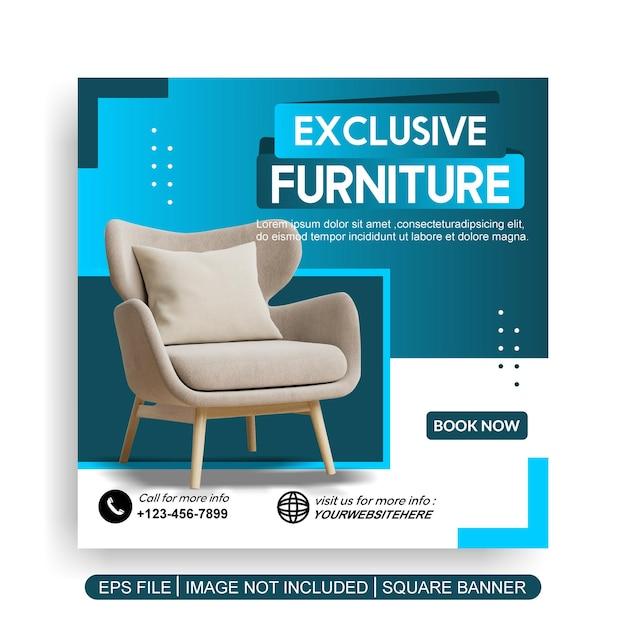 EXCLUSIVE
FURNITURE
Lorem ipsum dolor sit amet, consecteturadipiscing elit,
do eiusmod tempor incididunt ut labore et dolore magna.
BOOK NOW
Call for more info
+123-456-7899
visit us for more info :
YOURWEBSITEHERE
EPS FILE | IMAGE NOT INCLUDED | SQUARE BANNER